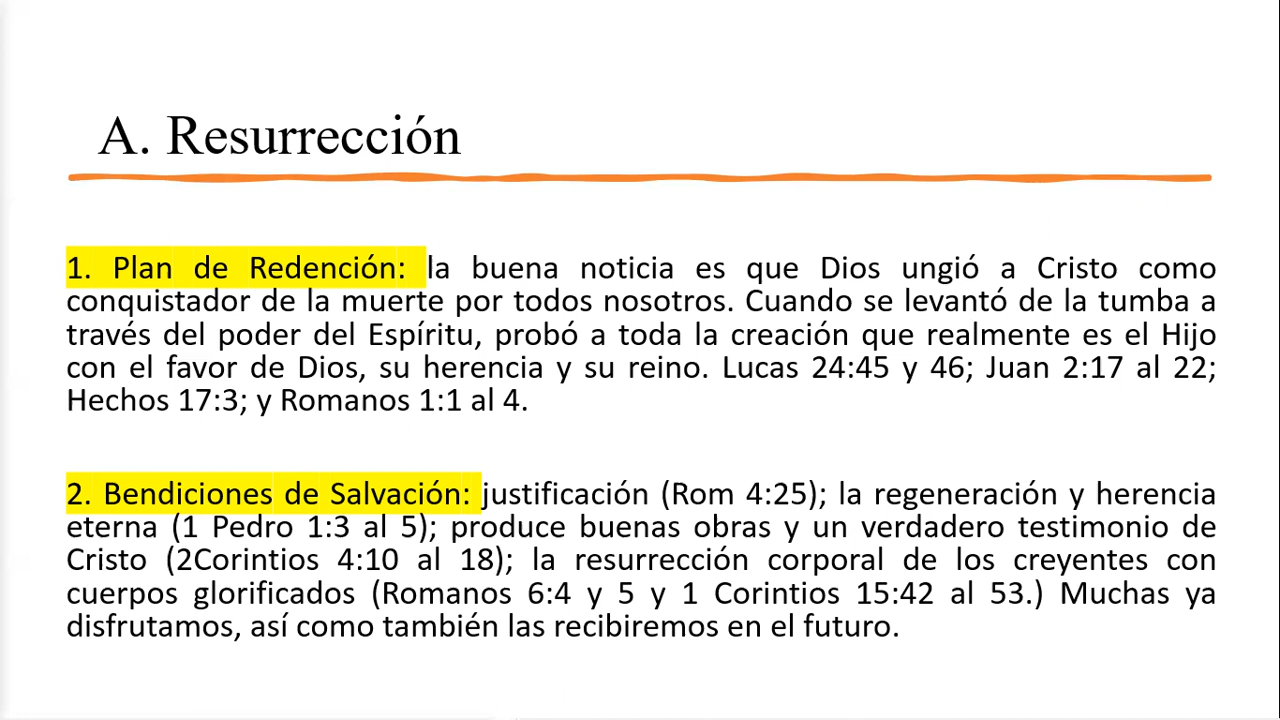 A. Resurrección
1. Plan de Redención: la buena noticia es que Dios ungió a Cristo como
conquistador de la muerte por todos nosotros. Cuando se levantó de la tumba a
través del poder del Espíritu, probó a toda la creación que realmente es el Hijo
con el favor de Dios, su herencia y su reino. Lucas 24:45 y 46; Juan 2:17 al 22;
Hechos 17:3; y Romanos 1:1 al 4.
2. Bendiciones de Salvación: justificación (Rom 4:25); la regeneración y herencia
eterna (1 Pedro 1:3 al 5); produce buenas obras y un verdadero testimonio de
Cristo (2Corintios 4:10 al 18); la resurrección corporal de los creyentes con
cuerpos glorificados (Romanos 6:4 y 5 y 1 Corintios 15:42 al 53.) Muchas ya
disfrutamos, así como también las recibiremos en el futuro.